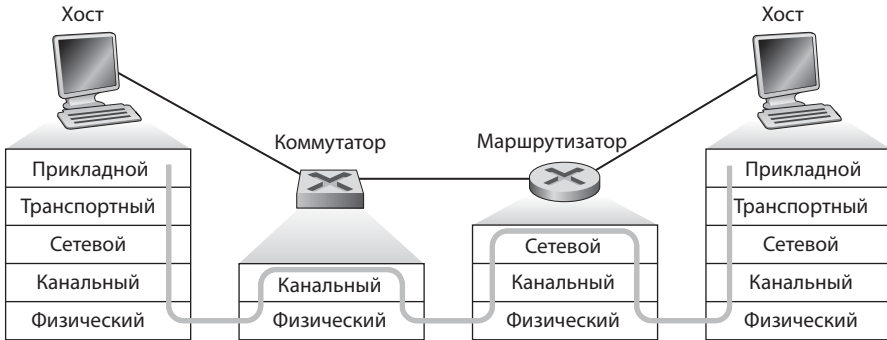 Хост
Хост
Коммутатор
Маршрутизатор
Прикладной
Транспортный
Сетевой
Канальный
Физический
Канальный
Физический
Сетевой
Канальный
Физический
Прикладной
Транспортный
Сетевой
Канальный
Физический